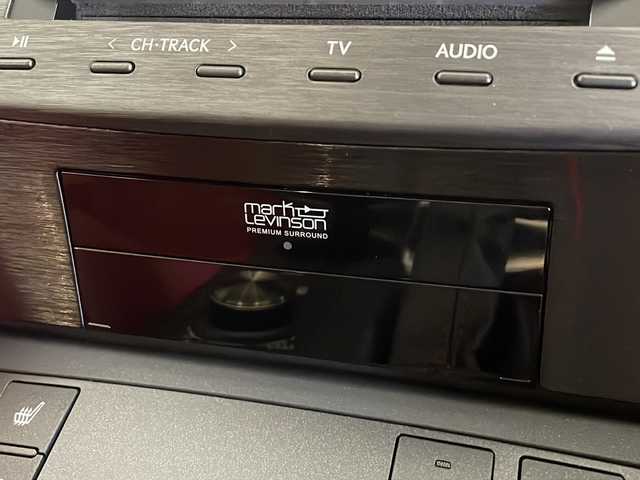 CH·TRACK
TV
AUDIO
mark
Levinson
PREMIUM SURROUND